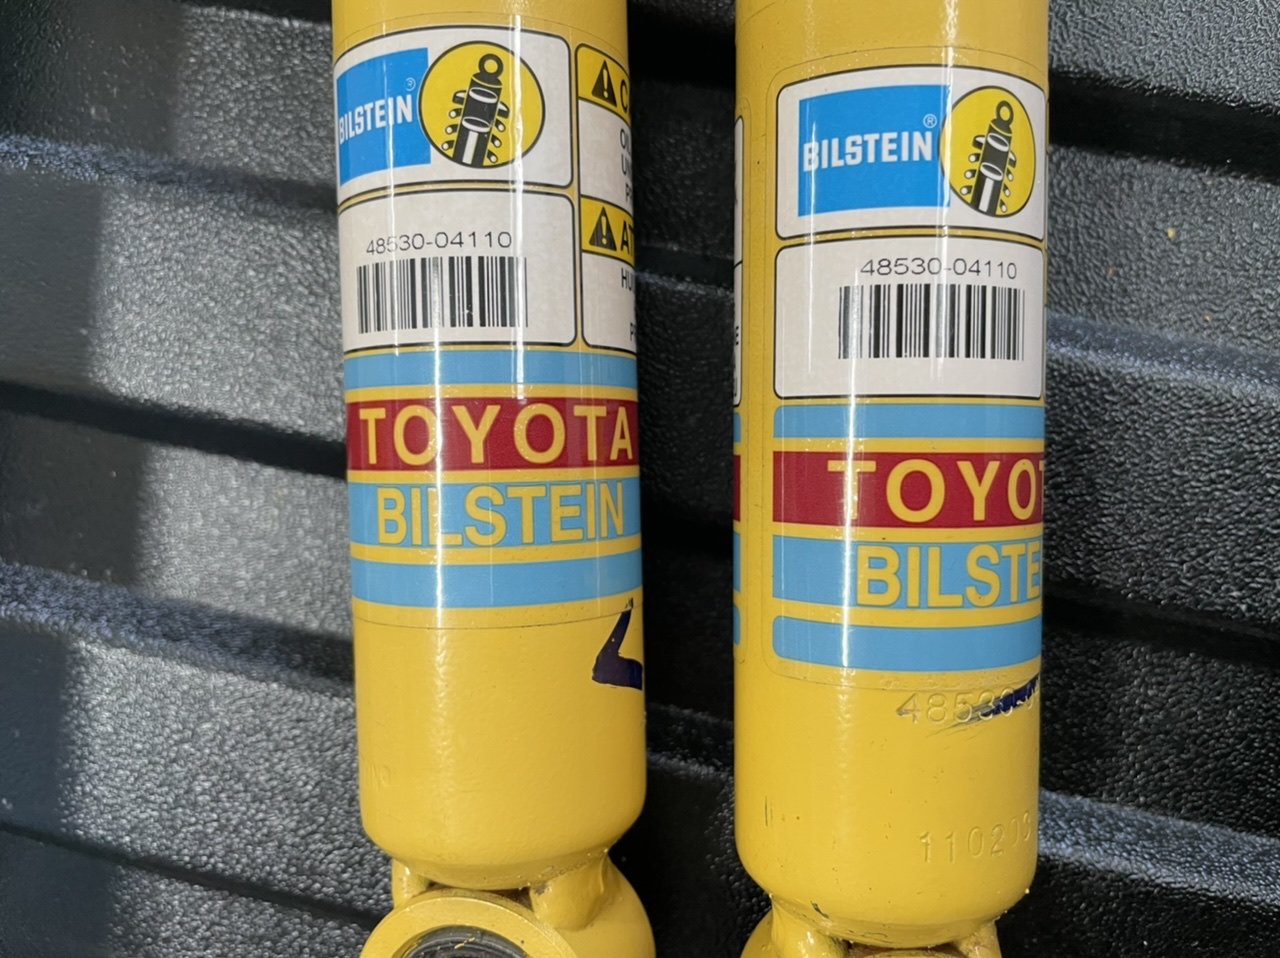 BILSTEIN®
48530-04110
TOYOTA
BILSTEIN
BILSTEIN®
48530-04110
TOYOT
BILSTE